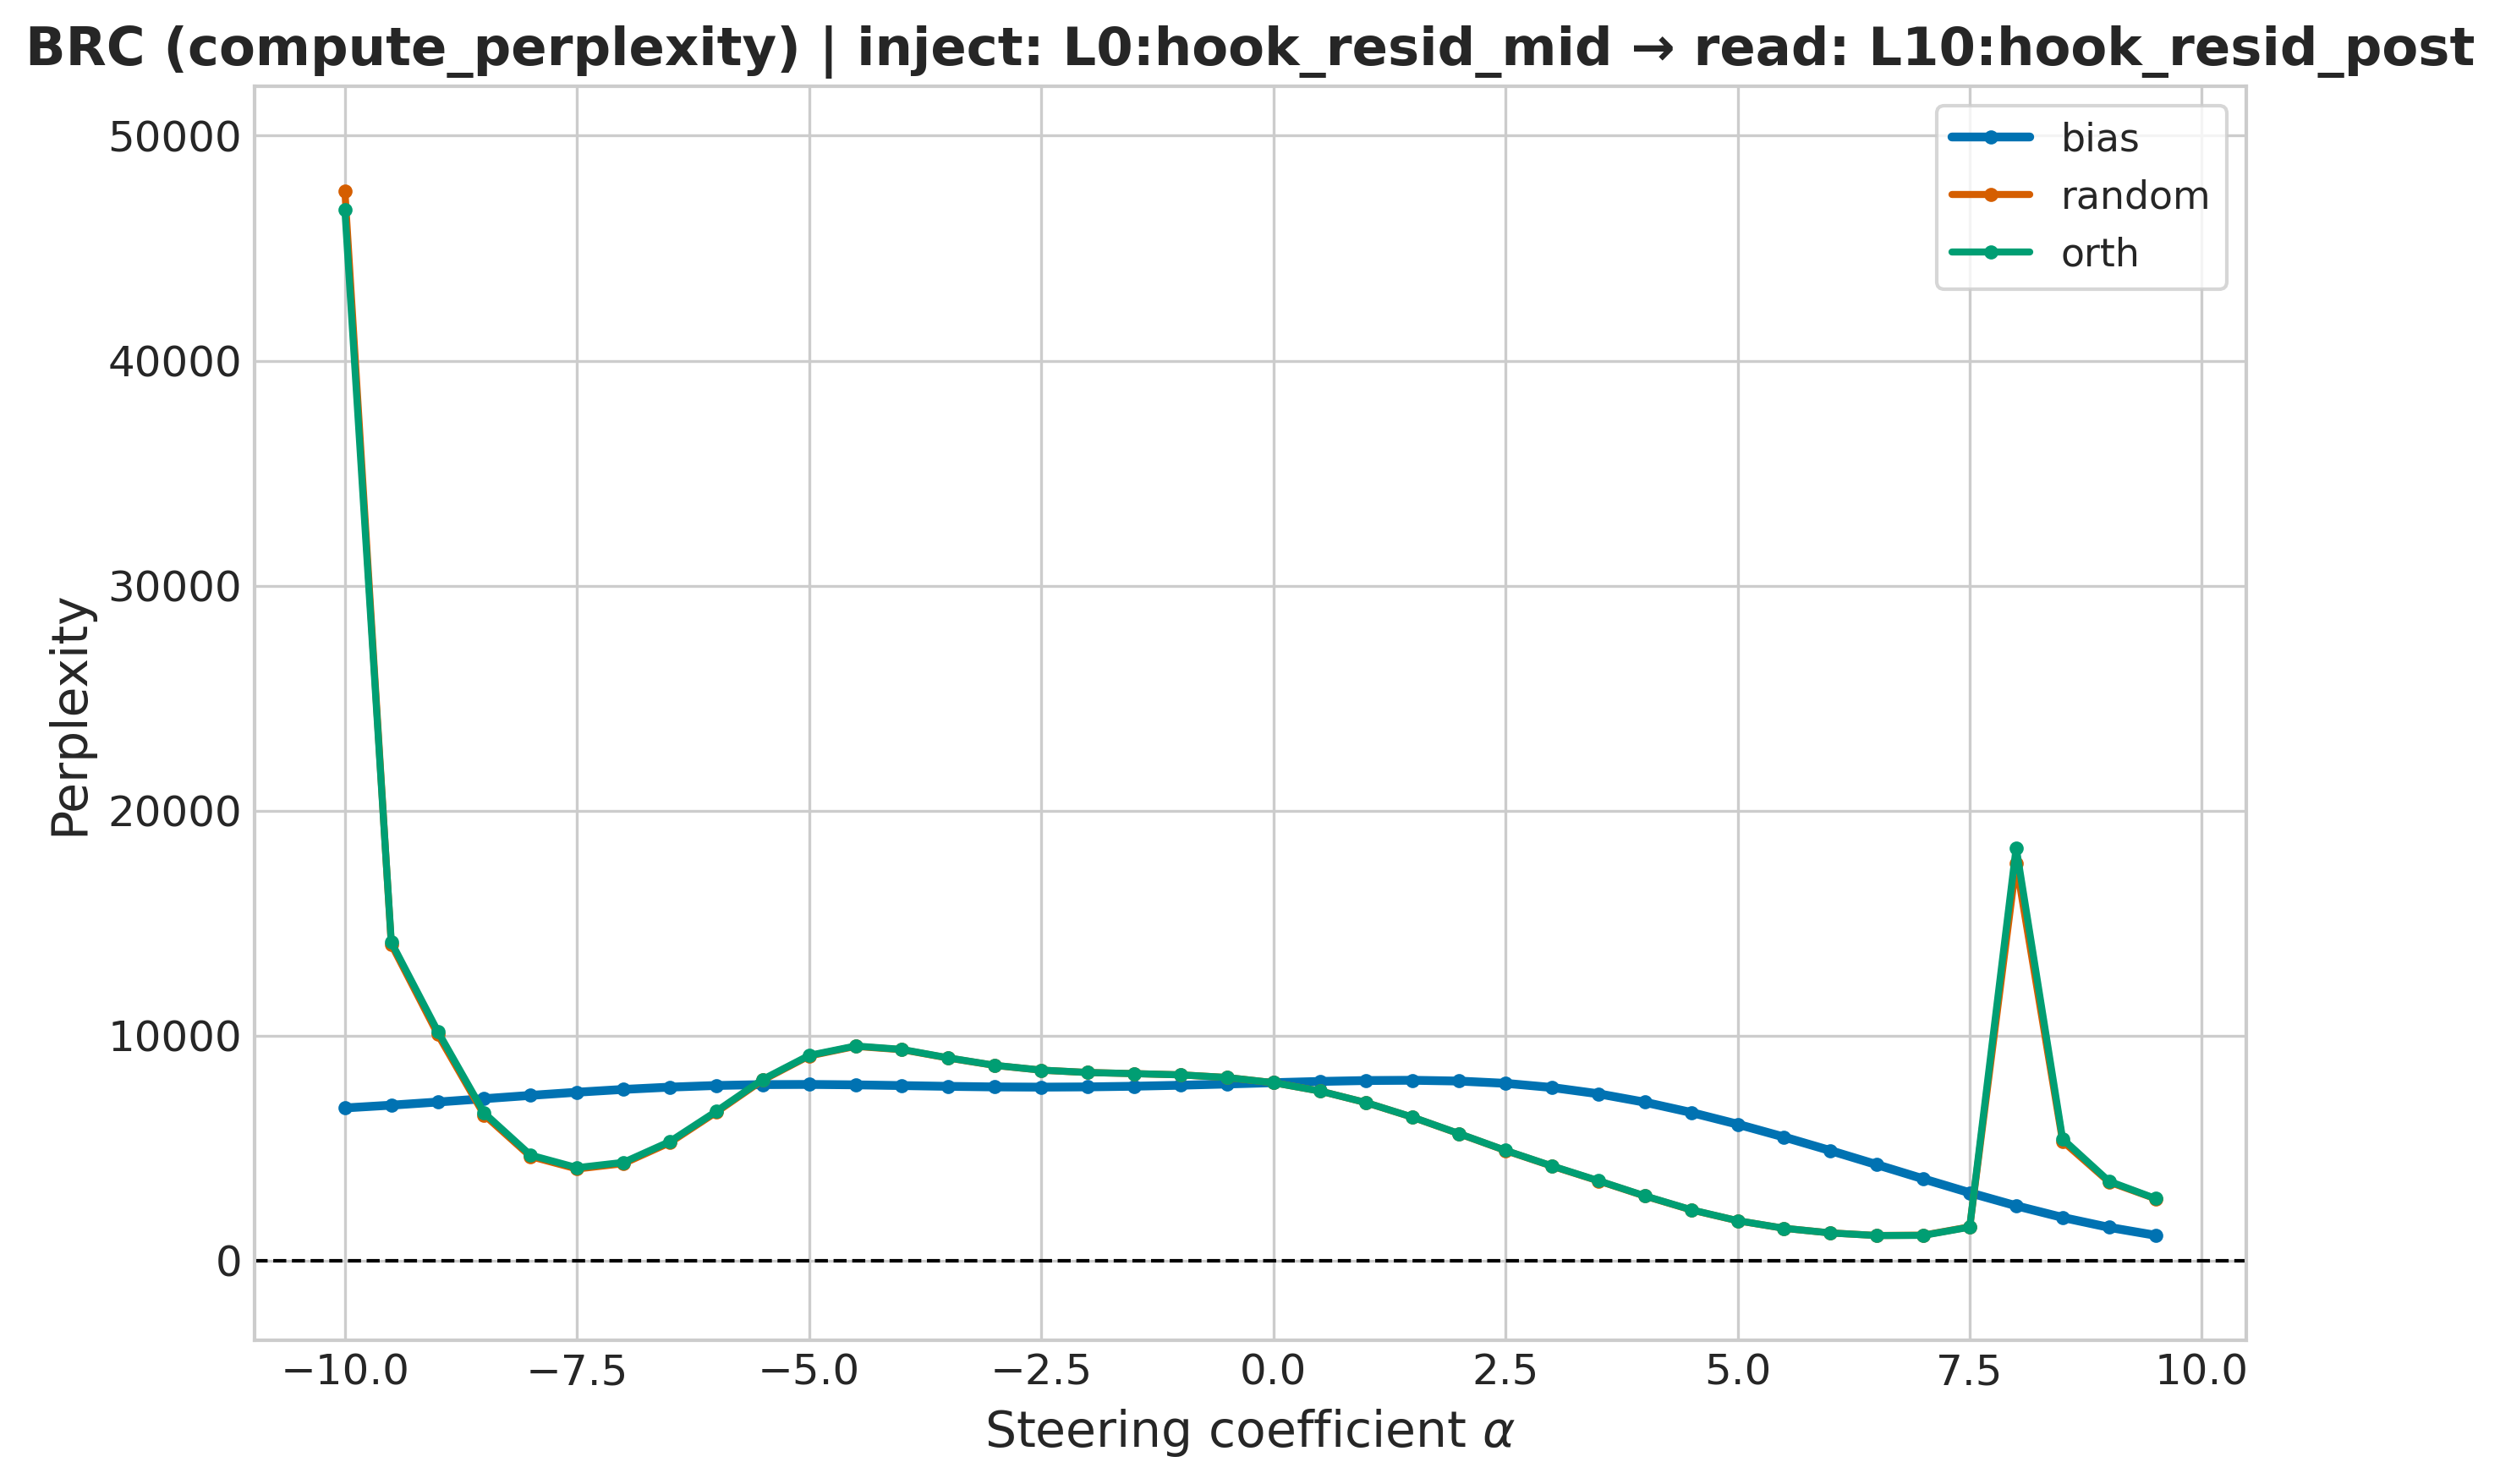 BRC (compute_perplexity) | inject: L0:hook_resid_mid → read: L10:hook_resid_post
50000
40000
30000
20000
10000
0
Perplexity
bias
random
orth
−10.0 −7.5 −5.0 −2.5 0.0 2.5 5.0 7.5 10.0
Steering coefficient α